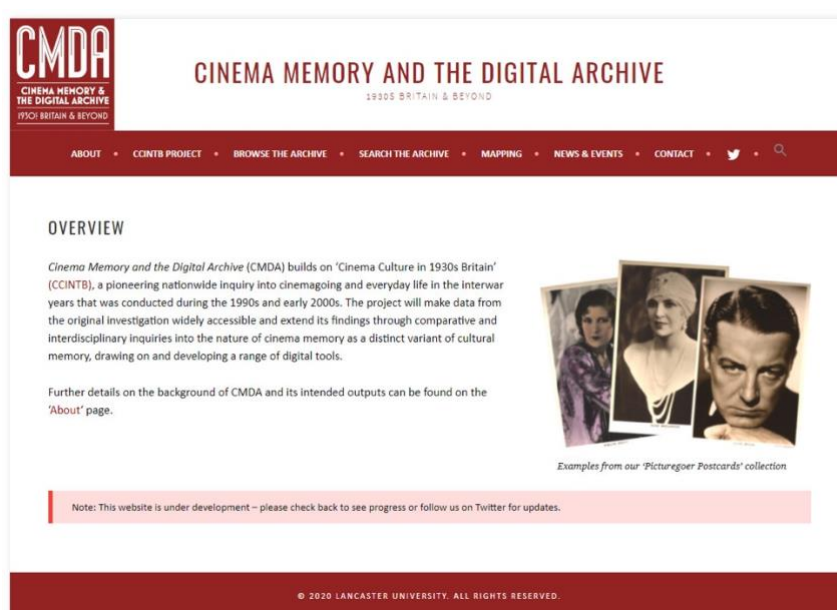 CMDA
CINEMA MEMORY &
THE DIGITAL ARCHIVE
1930s BRITAIN & BEYOND
CINEMA MEMORY AND THE DIGITAL ARCHIVE
1930S BRITAIN & BEYOND
ABOUT • CCINTB PROJECT • BROWSE THE ARCHIVE • SEARCH THE ARCHIVE • MAPPING • NEWS & EVENTS • CONTACT • •
OVERVIEW
Cinema Memory and the Digital Archive (CMDA) builds on ‘Cinema Culture in 1930s Britain’
(CCINTB), a pioneering nationwide inquiry into cinemagoing and everyday life in the interwar
years that was conducted during the 1990s and early 2000s. The project will make data from
the original investigation widely accessible and extend its findings through comparative and
interdisciplinary inquiries into the nature of cinema memory as a distinct variant of cultural
memory, drawing on and developing a range of digital tools.
Further details on the background of CMDA and its intended outputs can be found on the
‘About’ page.
Examples from our ‘Picturegoer Postcards’ collection
Note: This website is under development – please check back to see progress or follow us on Twitter for updates.
© 2020 LANCASTER UNIVERSITY. ALL RIGHTS RESERVED.